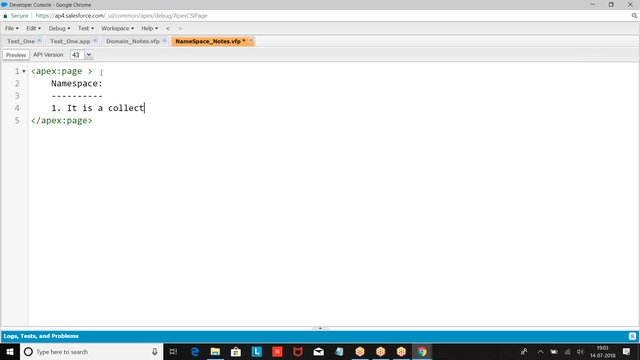 Developer Console - Google Chrome
Secure https://ap4.salesforce.com/_ui/common/apex/debug/ApexCSIPage
File Edit Debug Test Workspace Help < >
Test_One Test_One.app Domain_Notes.vfp NameSpace_Notes.vfp *
Preview API Version: 43
1 <apex:page >
2 Namespace:
3 ----------
4 1. It is a collect
5 </apex:page>
Logs, Tests, and Problems
Type here to search
19:03
14-07-2018